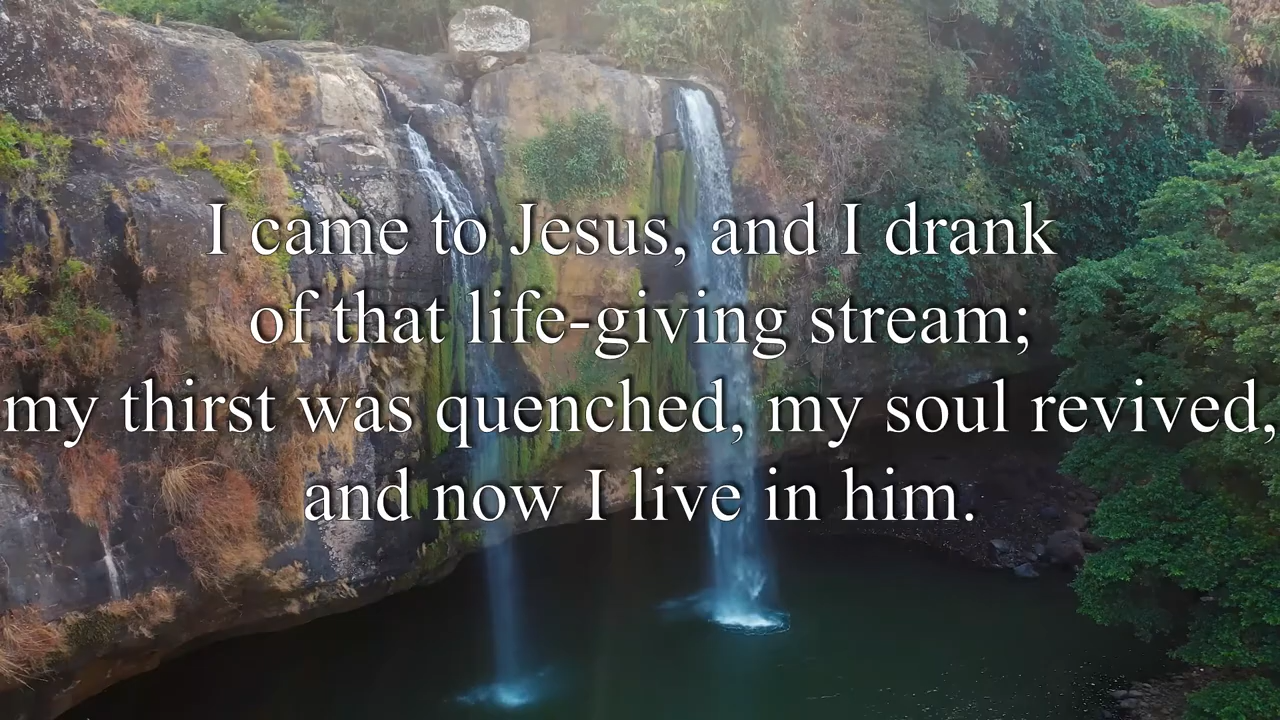 I came to Jesus, and I drank
of that life-giving stream;
my thirst was quenched, my soul revived,
and now I live in him.